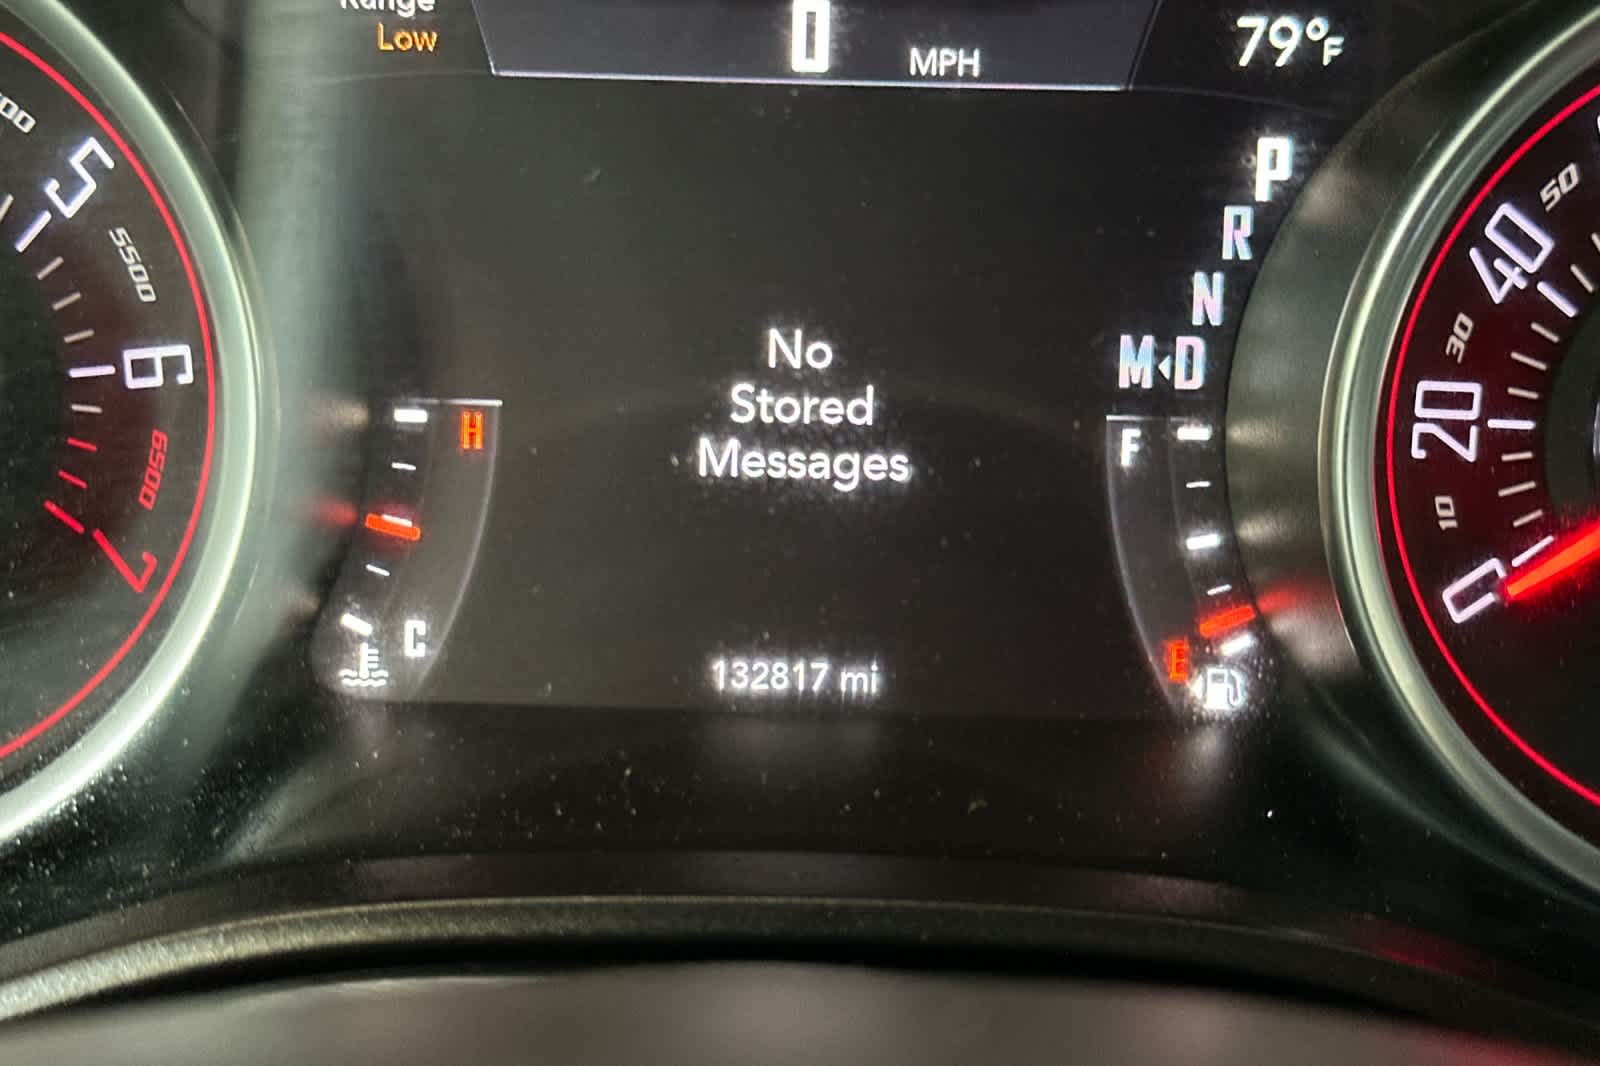 Range
Low
0 MPH
79°F
5
5500
6
6500
7
P
R
N
M D
H
C
No
Stored
Messages
132817 mi
F
E
50
40
30
20
10
0